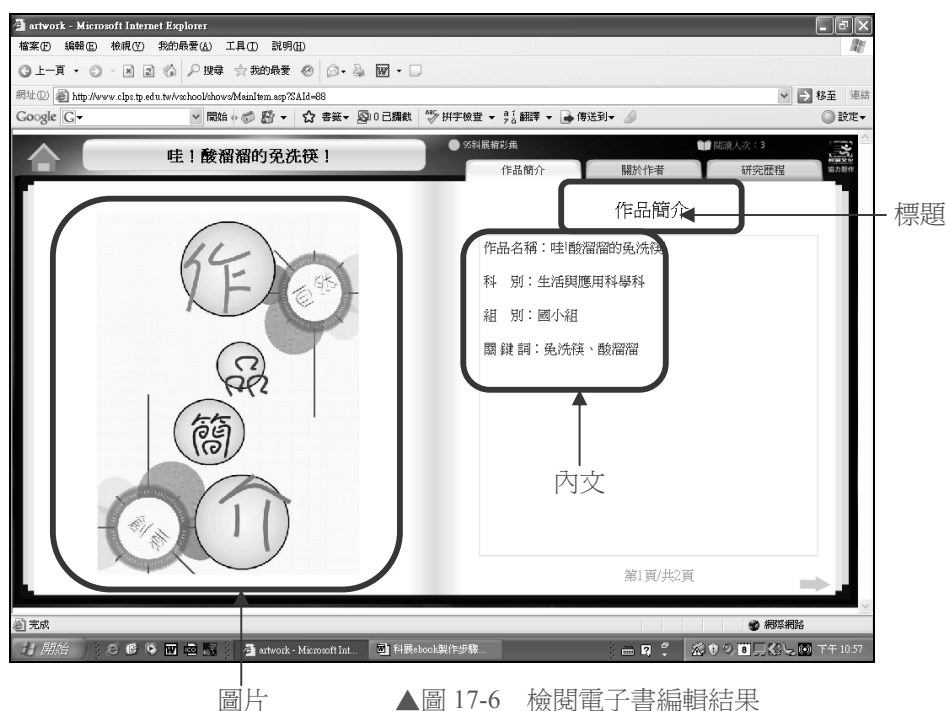 artwork - Microsoft Internet Explorer
檔案(F) 編輯(E) 檢視(V) 我的最愛(A) 工具(T) 說明(H)
上一頁 搜尋 我的最愛
網址(D) http://www.clps.tp.edu.tw/vschool/shows/MainItem.asp?SAId=88 移至 連結
Google G 開始 書籤 0 已攔截 拼字檢查 翻譯 傳送到 設定
哇！酸溜溜的免洗筷！
95科展精彩集 閱讀人次：3
協力製作
作品簡介 關於作者 研究歷程
作品簡介
標題
作品名稱：哇!酸溜溜的免洗筷
科 別：生活與應用科學科
組 別：國小組
關 鍵 詞：免洗筷、酸溜溜
作
品
簡
介
內文
第1頁/共2頁
完成 網際網路
開始 artwork - Microsoft Int... 科展ebook製作步驟... 下午 10:57
圖片
▲圖 17-6 檢閱電子書編輯結果